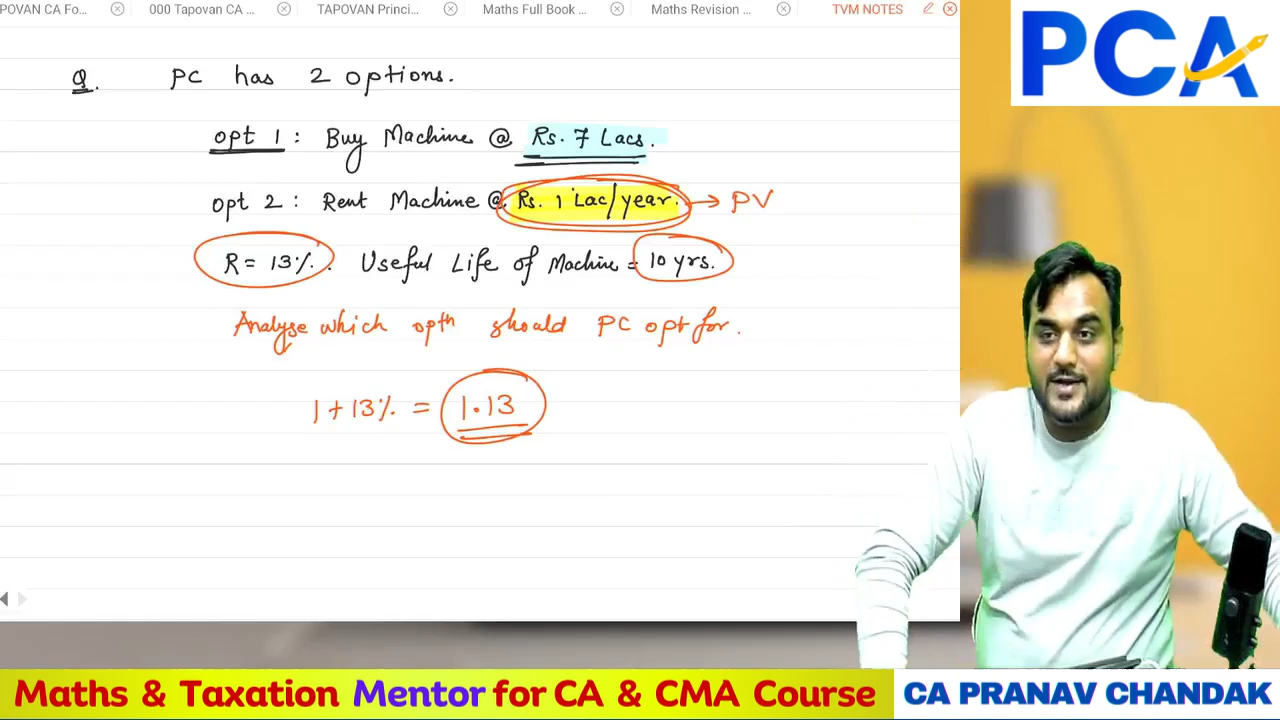 POVAN CA Fo...
000 Tapovan CA ...
TAPOVAN Princi...
Maths Full Book ...
Maths Revision ...
TVM NOTES
PCA
Q. PC has 2 options.
opt 1 : Buy Machine @ Rs. 7 Lacs.
opt 2 : Rent Machine @ Rs. 1 Lac/year. → PV
R = 13%. Useful Life of Machine = 10 yrs.
Analyse which optn should PC opt for.
1 + 13% = 1.13
Maths & Taxation Mentor for CA & CMA Course
CA PRANAV CHANDAK